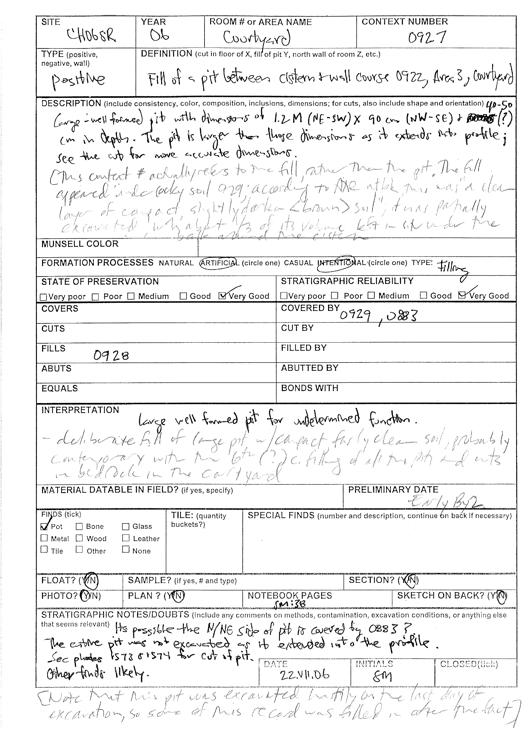 SITE YEAR ROOM # or AREA NAME CONTEXT NUMBER
CH06SR 06 Courtyard 0927
TYPE (positive, negative, wall) DEFINITION (cut in floor of X, fill of pit Y, north wall of room Z, etc.)
positive Fill of a pit between cistern + wall course 0922, Area 3, Courtyard
DESCRIPTION (include consistency, color, composition, inclusions, dimensions; for cuts, also include shape and orientation) 40-50
Large well formed pit with dimensions of 1.2 M (NE-SW) X 90 cm (NW-SE) + (?)
cm in depth. The pit is larger than those dimensions as it extends into profile;
see the cut for more accurate dimensions.
(This context # actually refers to the fill, rather than the pit. The fill
appeared under rocky soil 929; according to this was a clean
layer of compact, slightly darker (brown) soil", it was partially
excavated about 1/3 of its volume left in situ under the
around the cistern
MUNSELL COLOR
FORMATION PROCESSES NATURAL ARTIFICIAL (circle one) CASUAL INTENTIONAL (circle one) TYPE: filling
STATE OF PRESERVATION STRATIGRAPHIC RELIABILITY
Very poor Poor Medium Good Very Good Very poor Poor Medium Good Very Good
COVERS COVERED BY 0929, 0883
CUTS CUT BY
FILLS 0928 FILLED BY
ABUTS ABUTTED BY
EQUALS BONDS WITH
INTERPRETATION
Large well formed pit for undetermined function.
- deliberate fill of large pit w/ compact fairly clean soil, probably
contemporary with the 6th (?) c. filling of all the pits and cuts
in bedrock in the courtyard
MATERIAL DATABLE IN FIELD? (if yes, specify) PRELIMINARY DATE
Early Byz
FINDS (tick) TILE: (quantity buckets?) SPECIAL FINDS (number and description, continue on back if necessary)
Pot Bone Glass
Metal Wood Leather
Tile Other None
FLOAT? (Y/N) SAMPLE? (if yes, # and type) SECTION? (Y/N)
PHOTO? (Y/N) PLAN? (Y/N) NOTEBOOK PAGES SKETCH ON BACK? (Y/N)
SM:38
STRATIGRAPHIC NOTES/DOUBTS (Include any comments on methods, contamination, excavation conditions, or anything else
that seems relevant) Its possible the N/NE side of pit is covered by 0883?
The entire pit was not excavated as it extended into the profile.
See photos 1573 & 1574 for cut of pit.
Other finds likely.
DATE INITIALS CLOSED (tick)
22.VII.06 SM
[Note that this pit was excavated hastily on the last day of
excavation, so some of this record was filled in after the fact]